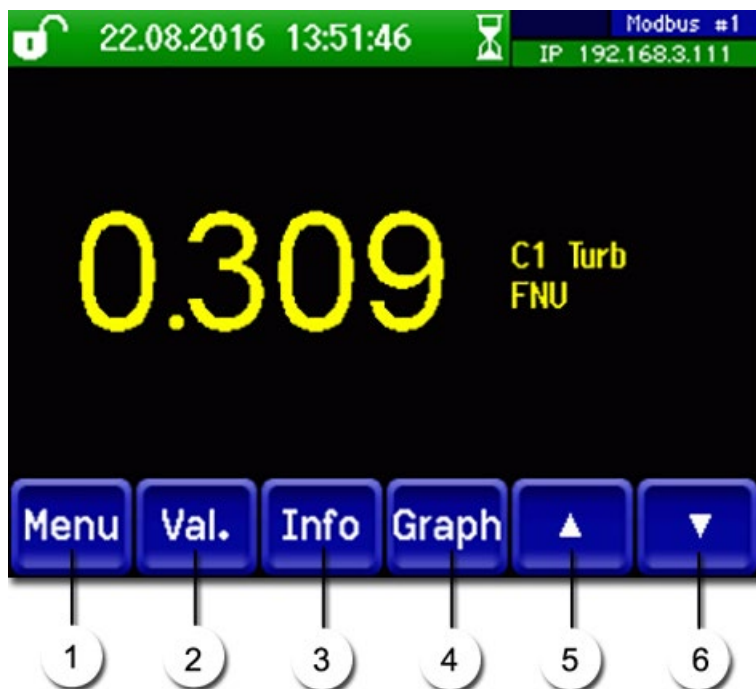 22.08.2016 13:51:46
Modbus #1
IP 192.168.3.111
0.309
C1 Turb
FNU
Menu Val. Info Graph ▲ ▼
1 2 3 4 5 6